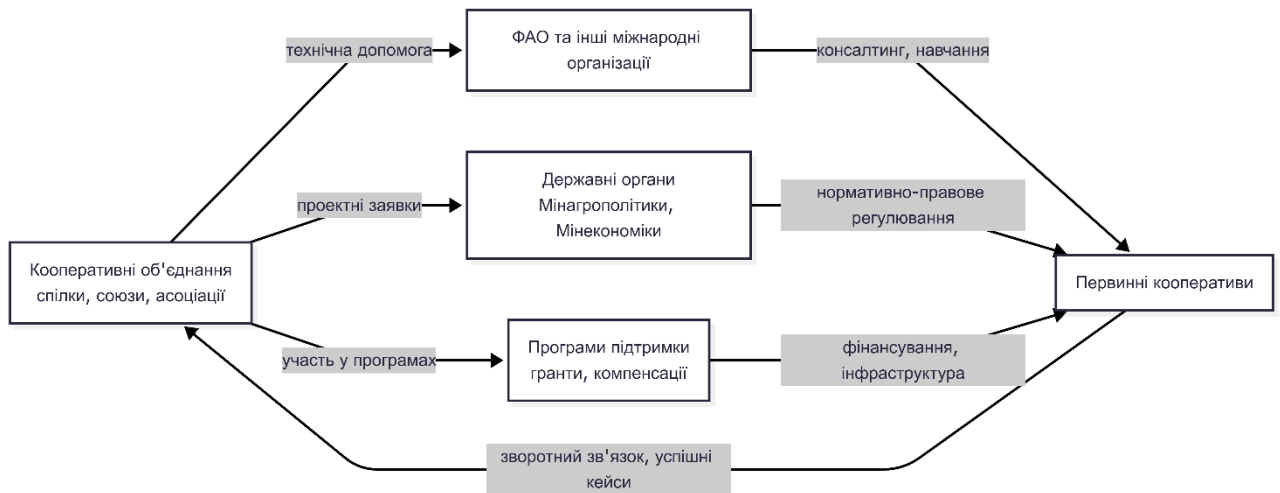 технічна допомога
ФАО та інші міжнародні
організації
консалтинг, навчання
проектні заявки
Державні органи
Мінагрополітики,
Мінекономіки
нормативно-правове
регулювання
Кооперативні об'єднання
спілки, союзи, асоціації
Первинні кооперативи
участь у програмах
Програми підтримки
гранти, компенсації
фінансування,
інфраструктура
зворотний зв'язок, успішні
кейси